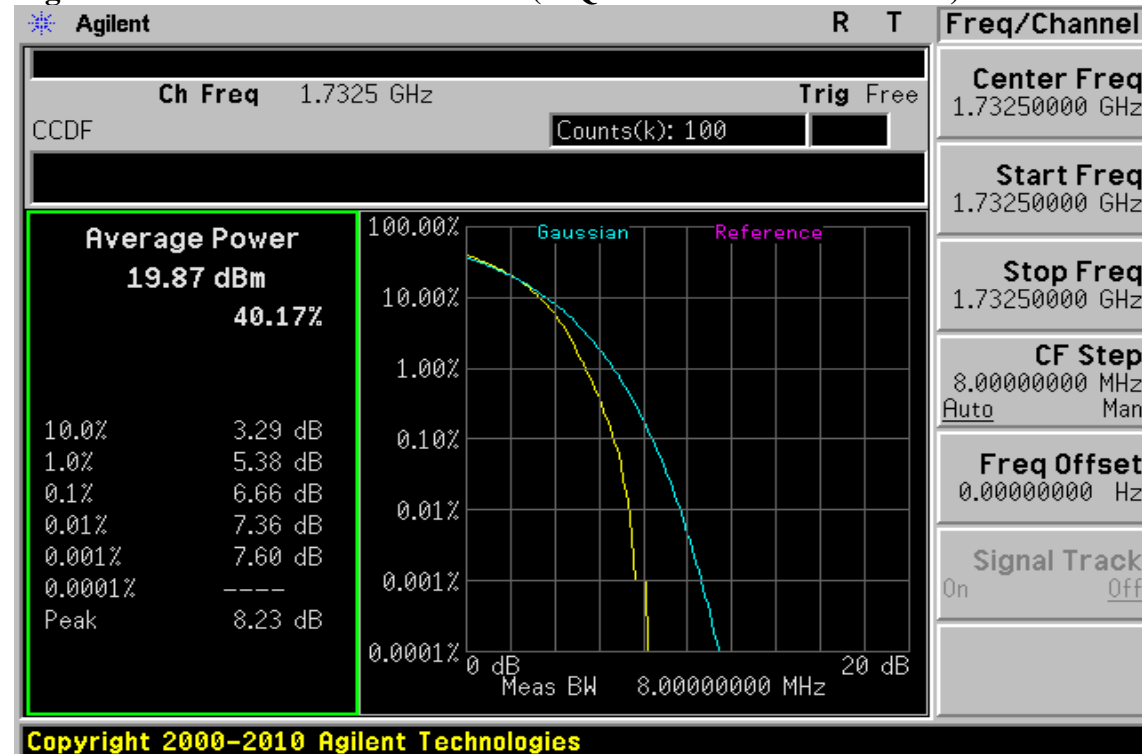 Agilent R T
Ch Freq 1.7325 GHz Trig Free
CCDF Counts(k): 100
Average Power
19.87 dBm
40.17%
10.0% 3.29 dB
1.0% 5.38 dB
0.1% 6.66 dB
0.01% 7.36 dB
0.001% 7.60 dB
0.0001% ----
Peak 8.23 dB
Gaussian Reference
100.00%
10.00%
1.00%
0.10%
0.01%
0.001%
0.0001%
0 dB 20 dB
Meas BW 8.00000000 MHz
Freq/Channel
Center Freq
1.73250000 GHz
Start Freq
1.73250000 GHz
Stop Freq
1.73250000 GHz
CF Step
8.00000000 MHz
Auto Man
Freq Offset
0.00000000 Hz
Signal Track
On Off
Copyright 2000-2010 Agilent Technologies